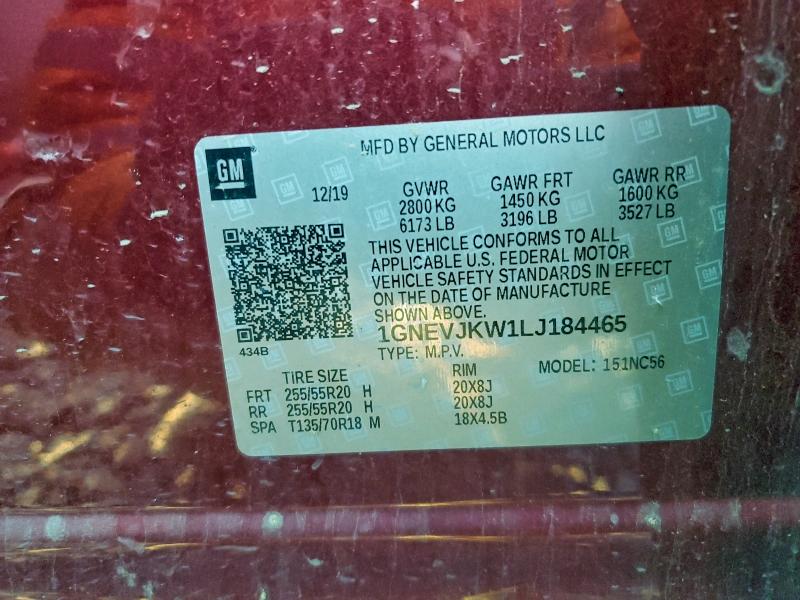 MFD BY GENERAL MOTORS LLC
GM
12/19
GVWR GAWR FRT GAWR RR
2800 KG 1450 KG 1600 KG
6173 LB 3196 LB 3527 LB
THIS VEHICLE CONFORMS TO ALL
APPLICABLE U.S. FEDERAL MOTOR
VEHICLE SAFETY STANDARDS IN EFFECT
ON THE DATE OF MANUFACTURE
SHOWN ABOVE.
434B
1GNEVJKW1LJ184465
TYPE: M.P.V. MODEL: 151NC56
TIRE SIZE RIM
FRT 255/55R20 H 20X8J
RR 255/55R20 H 20X8J
SPA T135/70R18 M 18X4.5B